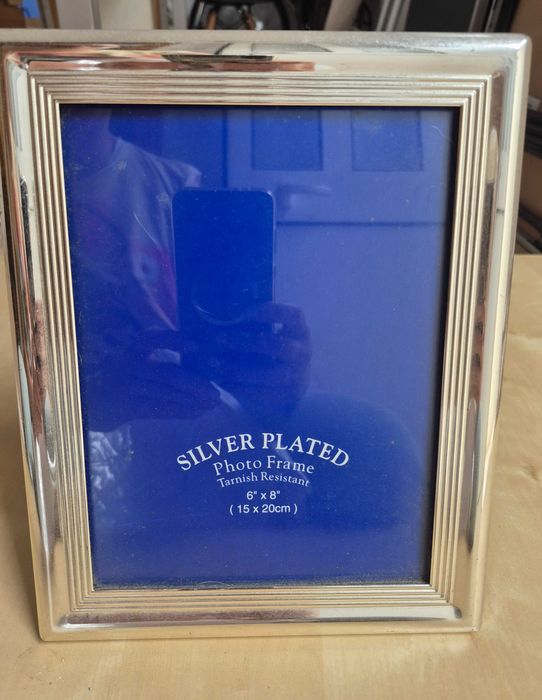 SILVER PLATED
Photo Frame
Tarnish Resistant
6" x 8"
( 15 x 20cm )